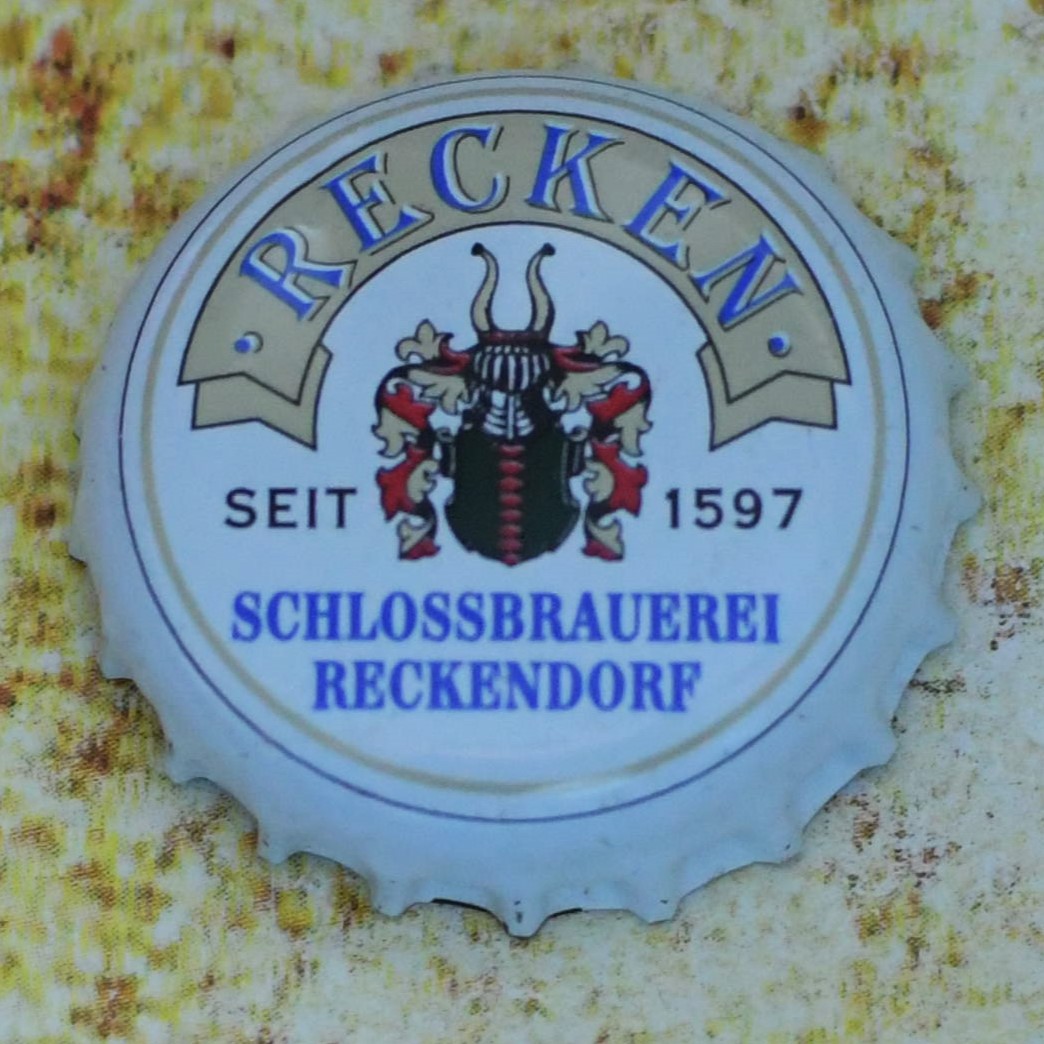 RECKEN
SEIT 1597
SCHLOSSBRAUEREI
RECKENDORF